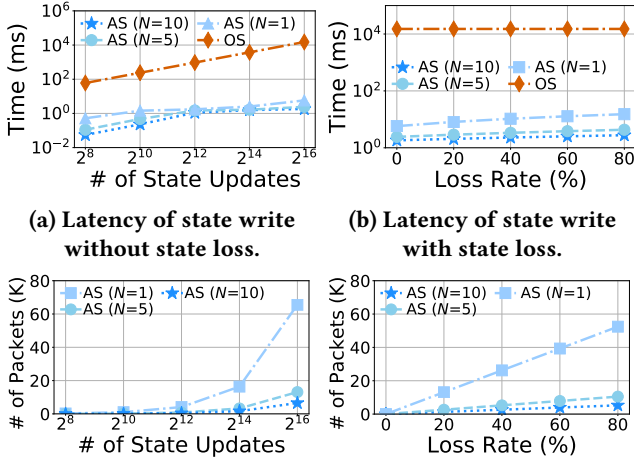 Time (ms)
10^6
10^4
10^2
10^0
10^−2
AS (N=10)
AS (N=1)
AS (N=5)
OS
2^8 2^10 2^12 2^14 2^16
# of State Updates
(a) Latency of state write
without state loss.
Time (ms)
10^4
10^2
10^0
AS (N=10)
AS (N=1)
AS (N=5)
OS
0 20 40 60 80
Loss Rate (%)
(b) Latency of state write
with state loss.
# of Packets (K)
80
60
40
20
0
AS (N=1)
AS (N=10)
AS (N=5)
2^8 2^10 2^12 2^14 2^16
# of State Updates
# of Packets (K)
80
60
40
20
0
AS (N=10)
AS (N=1)
AS (N=5)
0 20 40 60 80
Loss Rate (%)